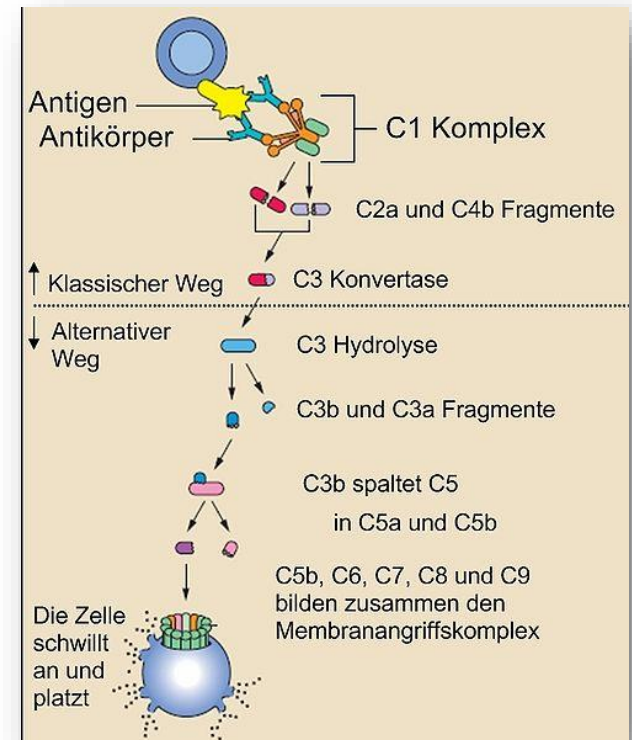 Antigen
Antikörper
C1 Komplex
C2a und C4b Fragmente
Klassischer Weg
C3 Konvertase
Alternativer
Weg
C3 Hydrolyse
C3b und C3a Fragmente
C3b spaltet C5
in C5a und C5b
C5b, C6, C7, C8 und C9
bilden zusammen den
Membranangriffskomplex
Die Zelle
schwillt
an und
platzt